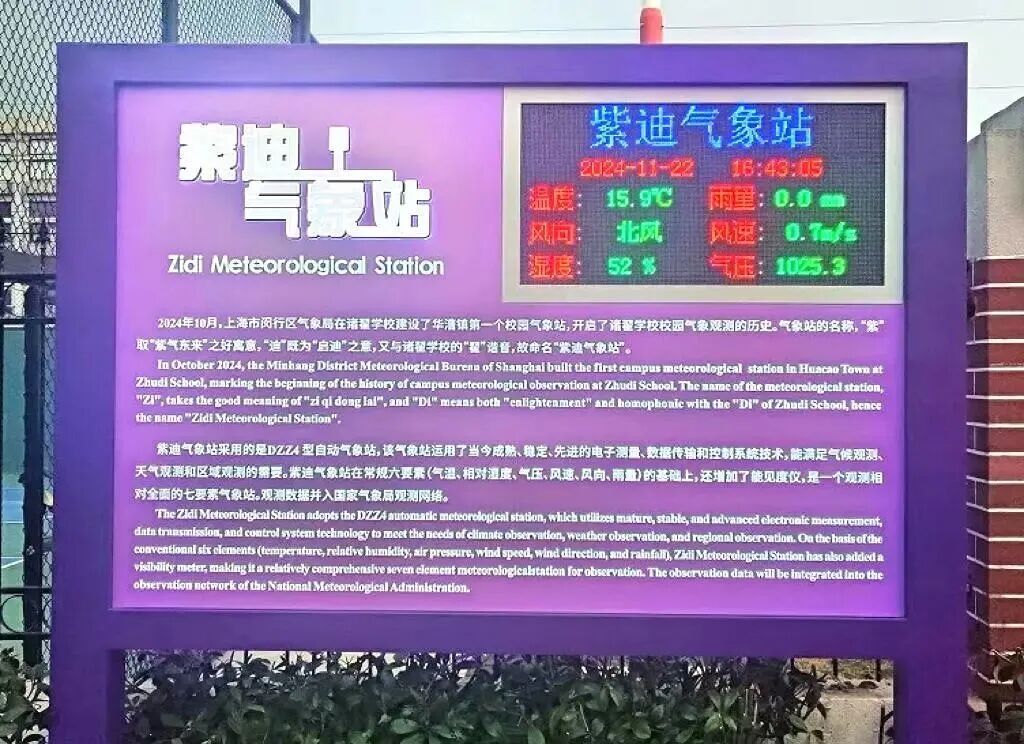 紫迪
气象站
Zidi Meteorological Station
紫迪气象站
2024-11-22 16:43:05
温度: 15.9℃ 雨量: 0.0 mm
风向: 北风 风速: 0.7m/s
湿度: 52 % 气压: 1025.3
2024年10月，上海市闵行区气象局在诸翟学校建设了华漕镇第一个校园气象站，开启了诸翟学校校园气象观测的历史。气象站的名称，“紫”
取“紫气东来”之好寓意，“迪”既为“启迪”之意，又与诸翟学校的“翟”谐音，故命名“紫迪气象站”。
In October 2024, the Minhang District Meteorological Bureau of Shanghai built the first campus meteorological station in Huacao Town at
Zhudi School, marking the beginning of the history of campus meteorological observation at Zhudi School. The name of the meteorological station,
"Zi", takes the good meaning of "zi qi dong lai", and "Di" means both "enlightenment" and homophonic with the "Di" of Zhudi School, hence
the name "Zidi Meteorological Station".
紫迪气象站采用的是DZZ4 型自动气象站，该气象站运用了当今成熟、稳定、先进的电子测量、数据传输和控制系统技术，能满足气候观测、
天气观测和区域观测的需要。紫迪气象站在常规六要素（气温、相对湿度、气压、风速、风向、雨量）的基础上，还增加了能见度仪，是一个观测相
对全面的七要素气象站。观测数据并入国家气象局观测网络。
The Zidi Meteorological Station adopts the DZZ4 automatic meteorological station, which utilizes mature, stable, and advanced electronic measurement,
data transmission, and control system technology to meet the needs of climate observation, weather observation, and regional observation. On the basis of the
conventional six elements (temperature, relative humidity, air pressure, wind speed, wind direction, and rainfall), Zidi Meteorological Station has also added a
visibility meter, making it a relatively comprehensive seven element meteorologicalstation for observation. The observation data will be integrated into the
observation network of the National Meteorological Administration.